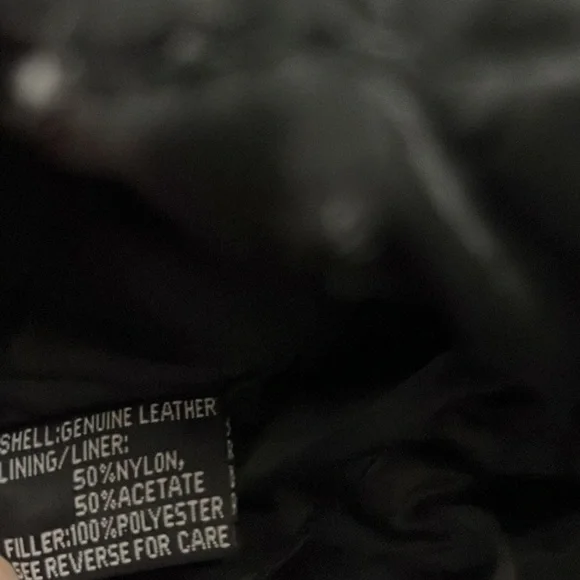 SHELL:GENUINE LEATHER
LINING/LINER:
50%NYLON,
50%ACETATE
FILLER:100%POLYESTER
SEE REVERSE FOR CARE